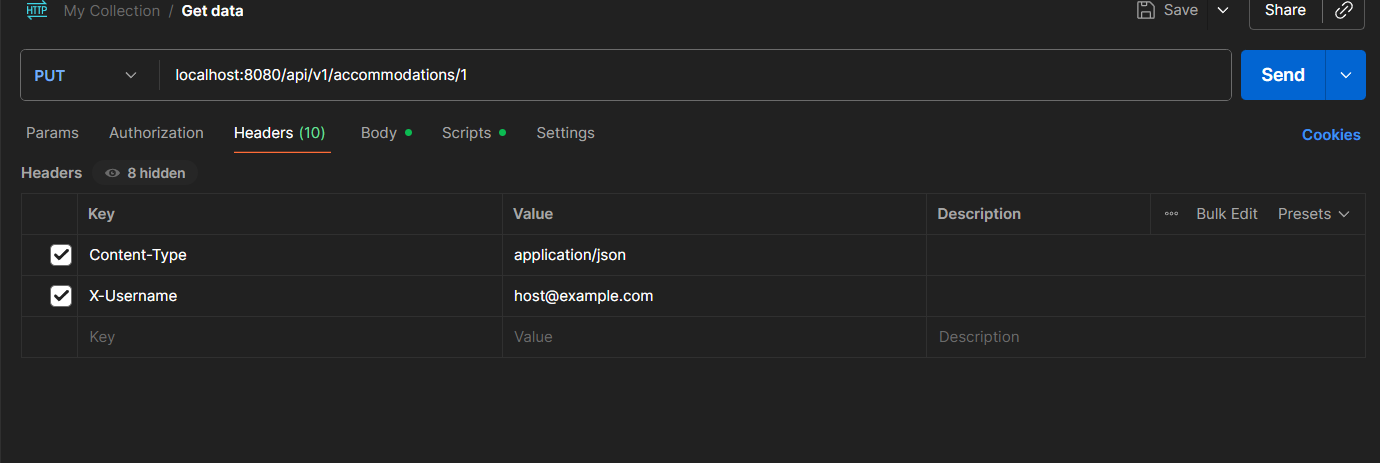 HTTP My Collection / Get data Save Share
PUT localhost:8080/api/v1/accommodations/1 Send
Params Authorization Headers (10) Body Scripts Settings Cookies
Headers 8 hidden
Key Value Description Bulk Edit Presets
Content-Type application/json
X-Username host@example.com
Key Value Description